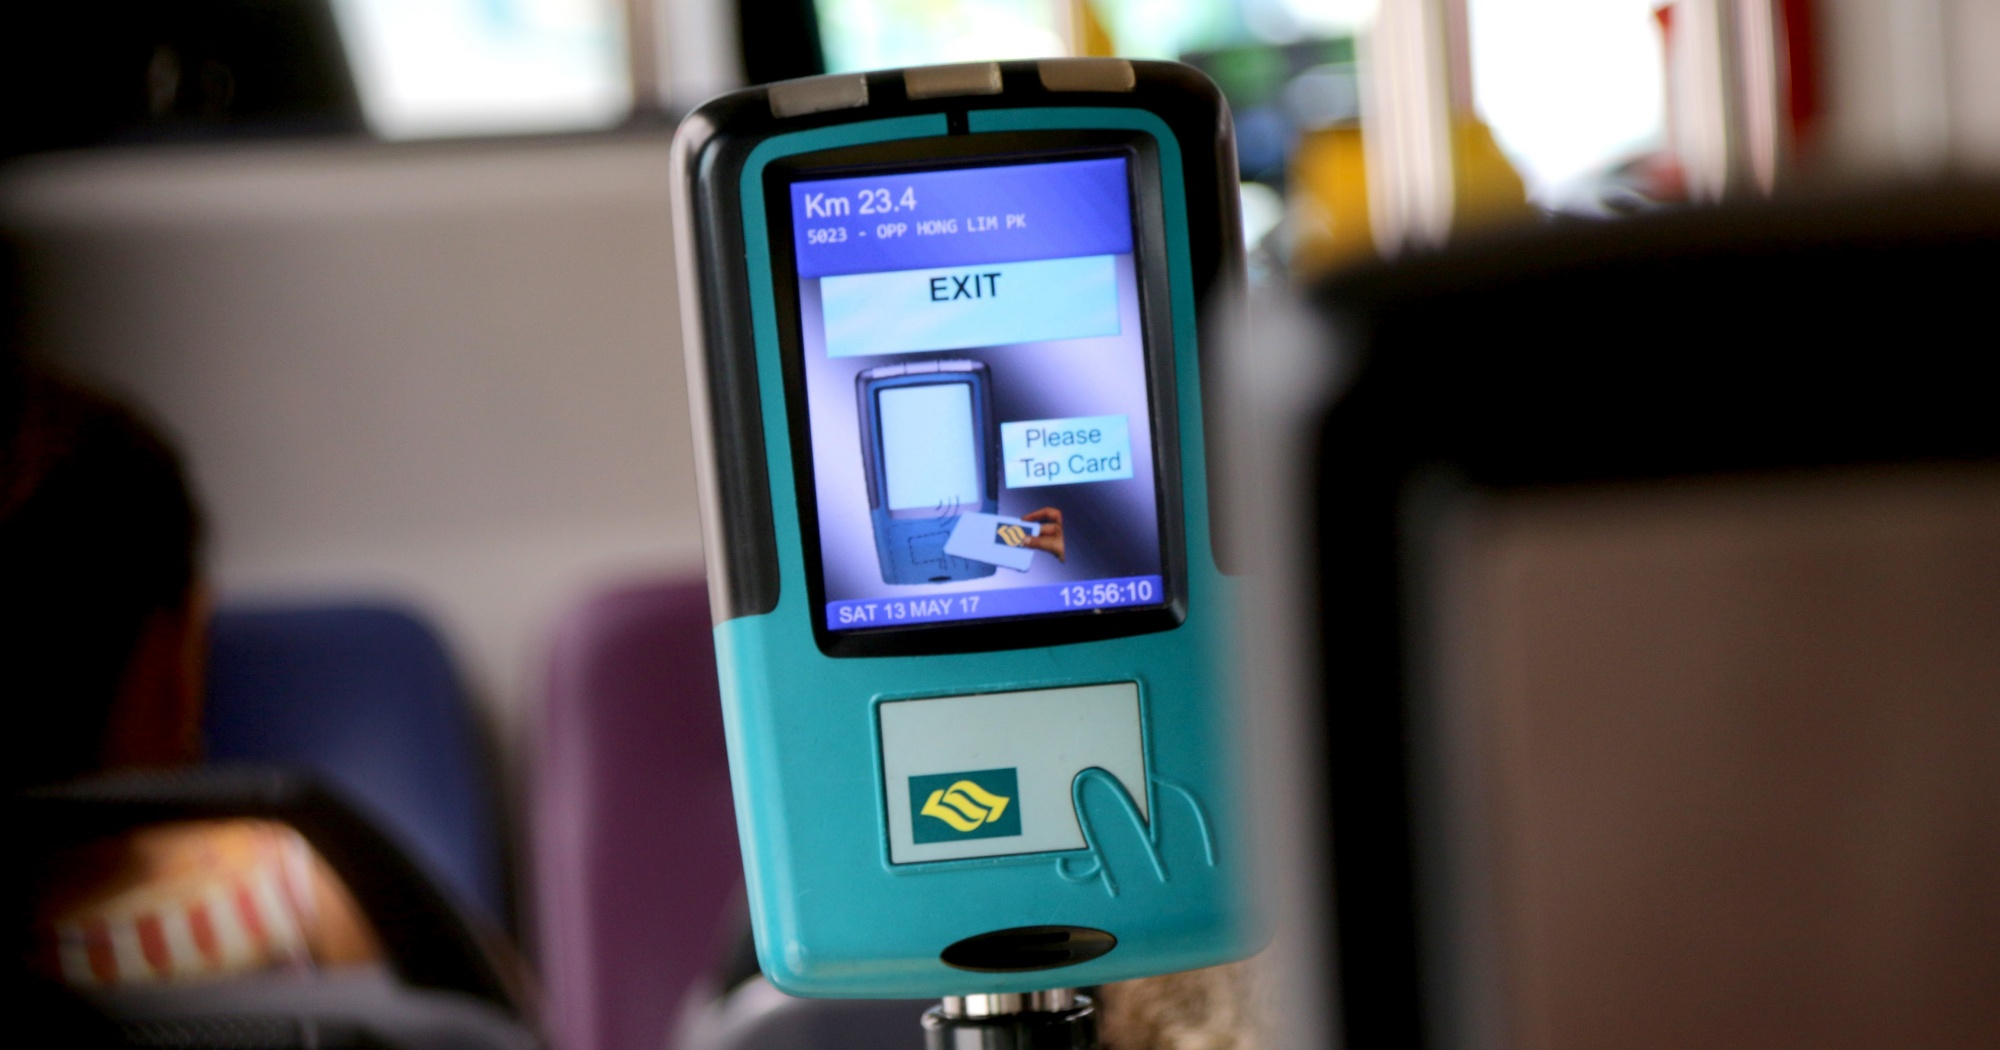 Km 23.4
5023 - OPP HONG LIM PK
EXIT
Please
Tap Card
SAT 13 MAY 17 13:56:10